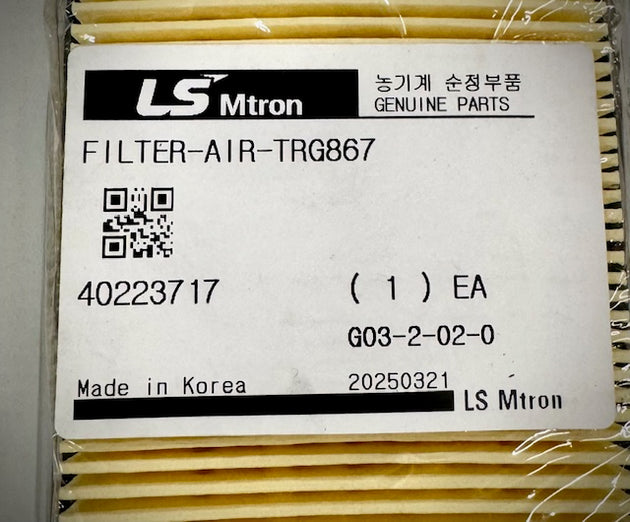 LS Mtron
농기계 순정부품
GENUINE PARTS
FILTER-AIR-TRG867
40223717
( 1 ) EA
G03-2-02-0
Made in Korea
20250321
LS Mtron